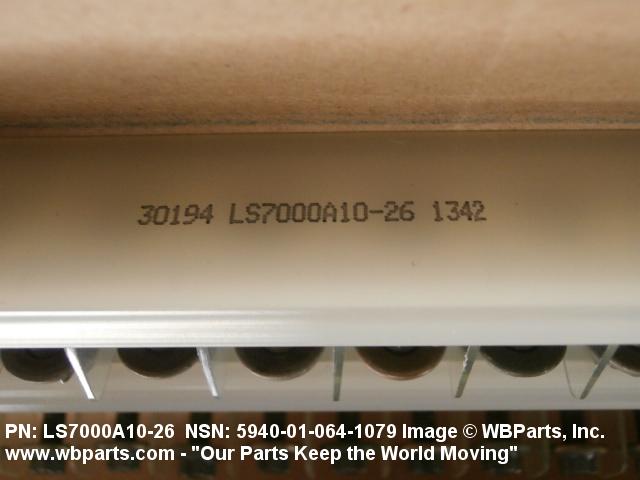 30194 LS7000A10-26 1342
PN: LS7000A10-26 NSN: 5940-01-064-1079 Image © WBParts, Inc.
www.wbparts.com - "Our Parts Keep the World Moving"